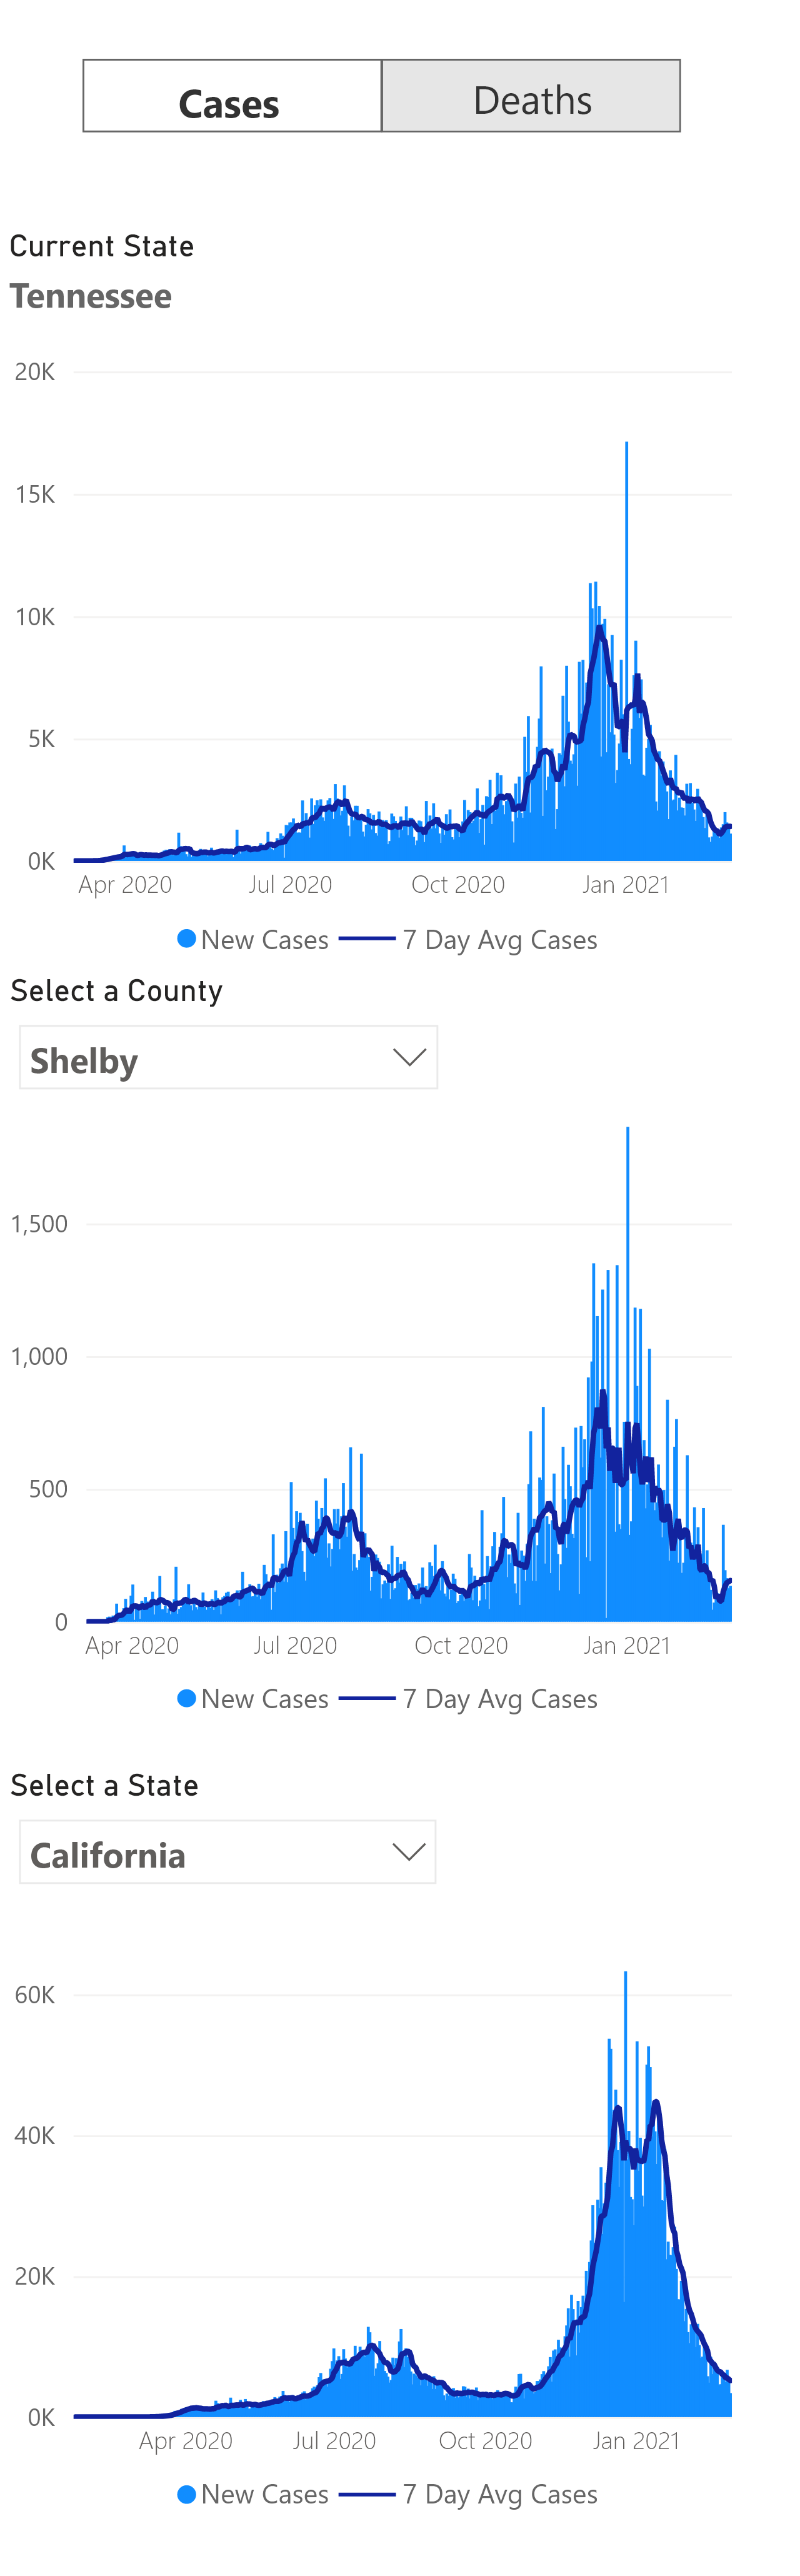 Cases Deaths
Current State
Tennessee
20K
15K
10K
5K
0K
Apr 2020 Jul 2020 Oct 2020 Jan 2021
New Cases 7 Day Avg Cases
Select a County
Shelby
1,500
1,000
500
0
Apr 2020 Jul 2020 Oct 2020 Jan 2021
New Cases 7 Day Avg Cases
Select a State
California
60K
40K
20K
0K
Apr 2020 Jul 2020 Oct 2020 Jan 2021
New Cases 7 Day Avg Cases